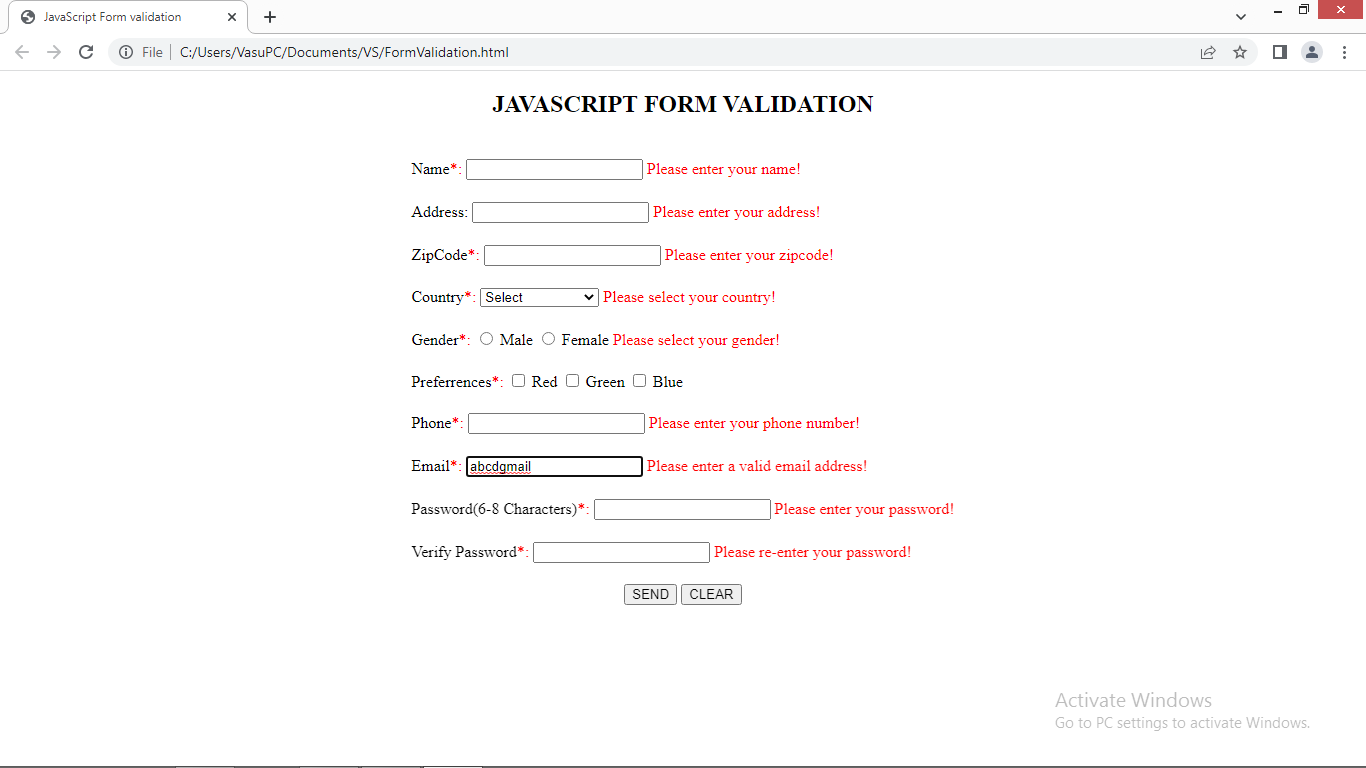 JavaScript Form validation
File C:/Users/VasuPC/Documents/VS/FormValidation.html
JAVASCRIPT FORM VALIDATION
Name*: Please enter your name!
Address: Please enter your address!
ZipCode*: Please enter your zipcode!
Country*: Select Please select your country!
Gender*: Male Female Please select your gender!
Preferrences*: Red Green Blue
Phone*: Please enter your phone number!
Email*: abcdgmail Please enter a valid email address!
Password(6-8 Characters)*: Please enter your password!
Verify Password*: Please re-enter your password!
SEND CLEAR
Activate Windows
Go to PC settings to activate Windows.